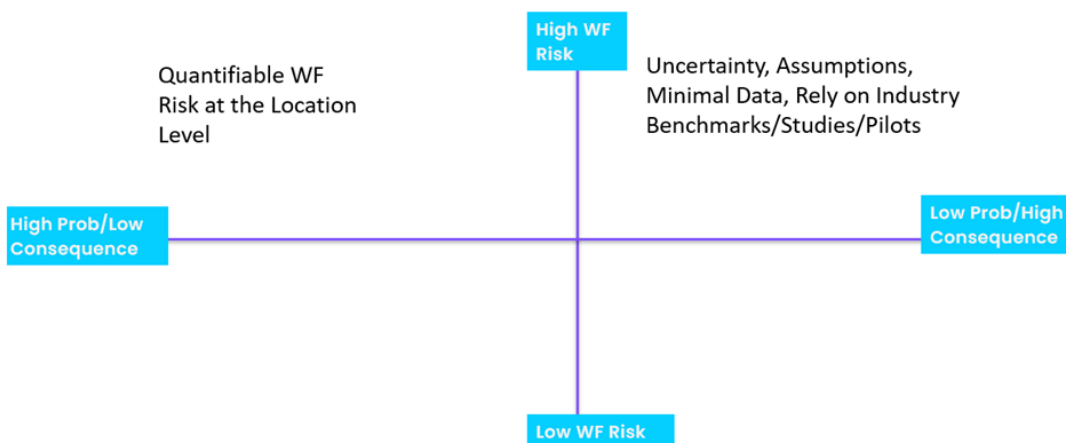 High WF
Risk
Quantifiable WF
Risk at the Location
Level
Uncertainty, Assumptions,
Minimal Data, Rely on Industry
Benchmarks/Studies/Pilots
High Prob/Low
Consequence
Low Prob/High
Consequence
Low WF Risk